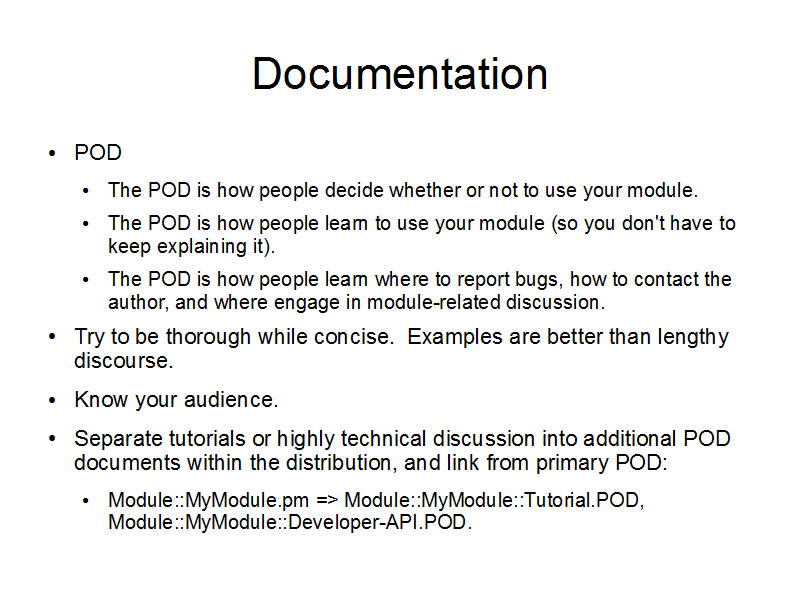 Documentation
• POD
• The POD is how people decide whether or not to use your module.
• The POD is how people learn to use your module (so you don't have to
keep explaining it).
• The POD is how people learn where to report bugs, how to contact the
author, and where engage in module-related discussion.
• Try to be thorough while concise.  Examples are better than lengthy
discourse.
• Know your audience.
• Separate tutorials or highly technical discussion into additional POD
documents within the distribution, and link from primary POD:
• Module::MyModule.pm => Module::MyModule::Tutorial.POD,
Module::MyModule::Developer-API.POD.